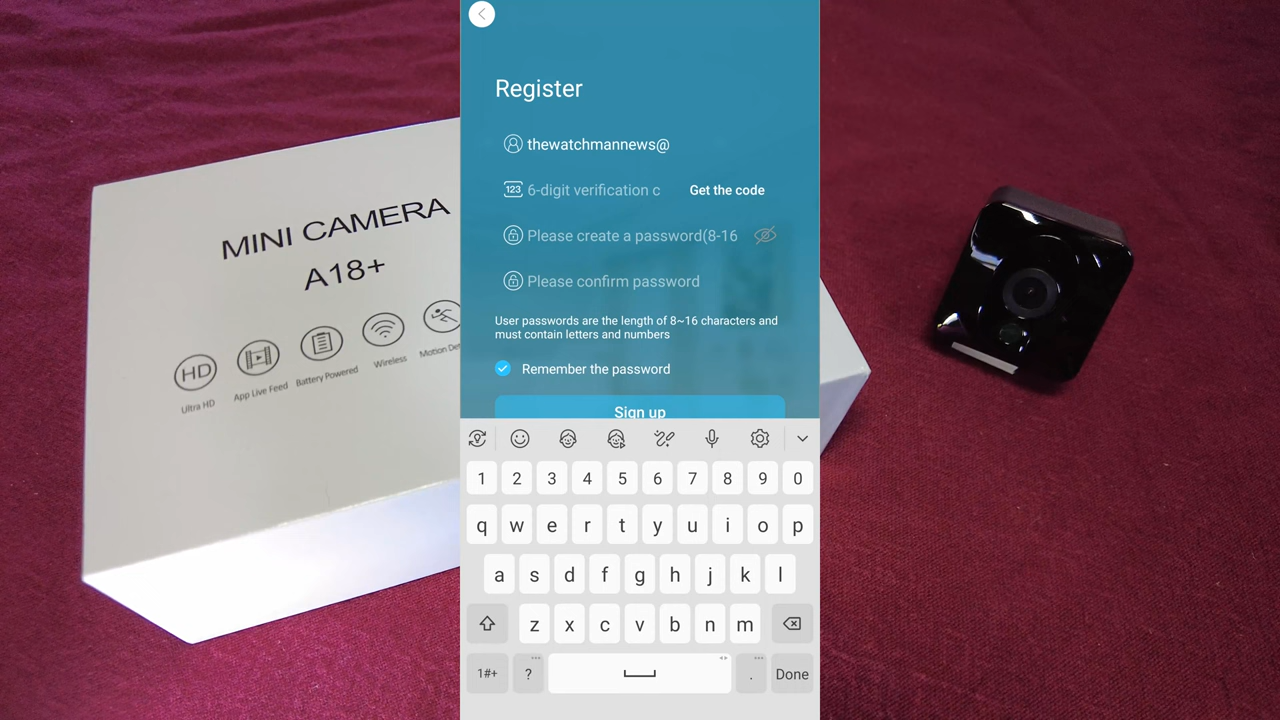 MINI CAMERA
A18+
HD
Ultra HD
App Live Feed
Battery Powered
Wireless
Motion Det
Register
thewatchmannews@
123
6-digit verification c
Get the code
Please create a password(8-16
Please confirm password
User passwords are the length of 8~16 characters and
must contain letters and numbers
Remember the password
Sign up
1 2 3 4 5 6 7 8 9 0
q w e r t y u i o p
a s d f g h j k l
z x c v b n m
1#+ ? . Done